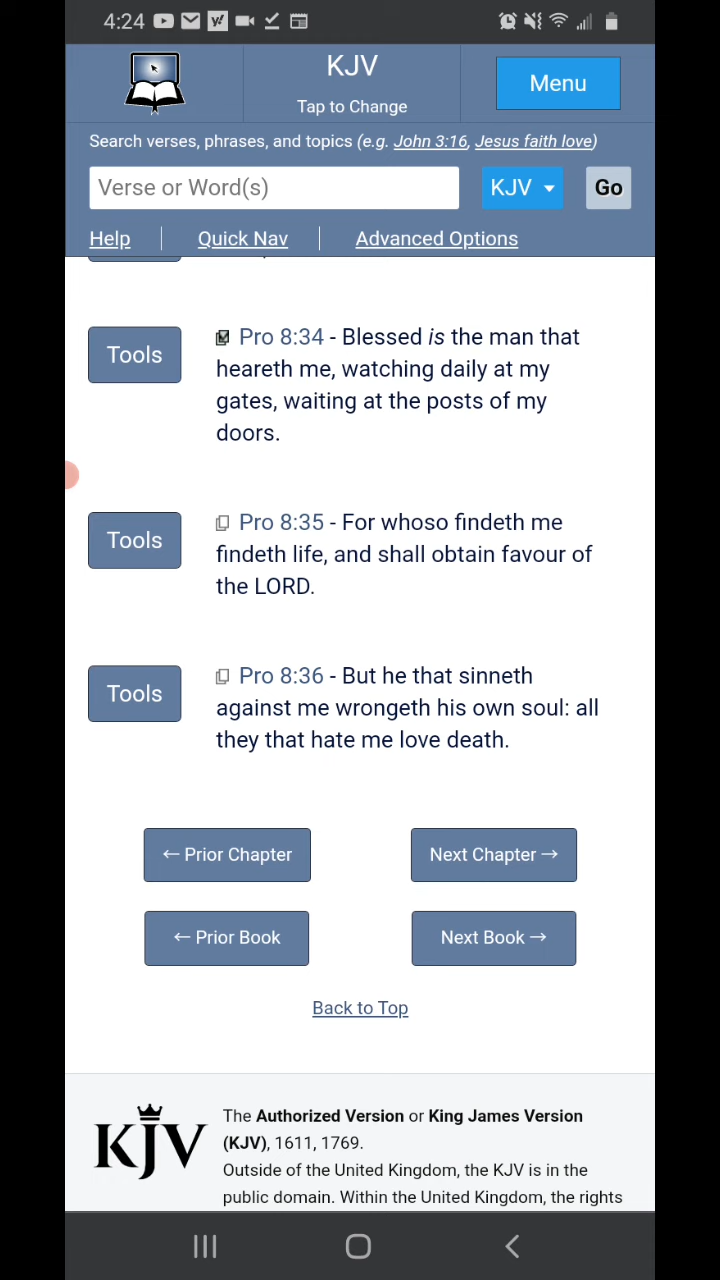 4:24
KJV
Tap to Change
Menu
Search verses, phrases, and topics (e.g. John 3:16, Jesus faith love)
Verse or Word(s)
KJV
Go
Help
Quick Nav
Advanced Options
Tools
Pro 8:34 - Blessed is the man that
heareth me, watching daily at my
gates, waiting at the posts of my
doors.
Tools
Pro 8:35 - For whoso findeth me
findeth life, and shall obtain favour of
the LORD.
Tools
Pro 8:36 - But he that sinneth
against me wrongeth his own soul: all
they that hate me love death.
← Prior Chapter
Next Chapter →
← Prior Book
Next Book →
Back to Top
KJV
The Authorized Version or King James Version
(KJV), 1611, 1769.
Outside of the United Kingdom, the KJV is in the
public domain. Within the United Kingdom, the rights